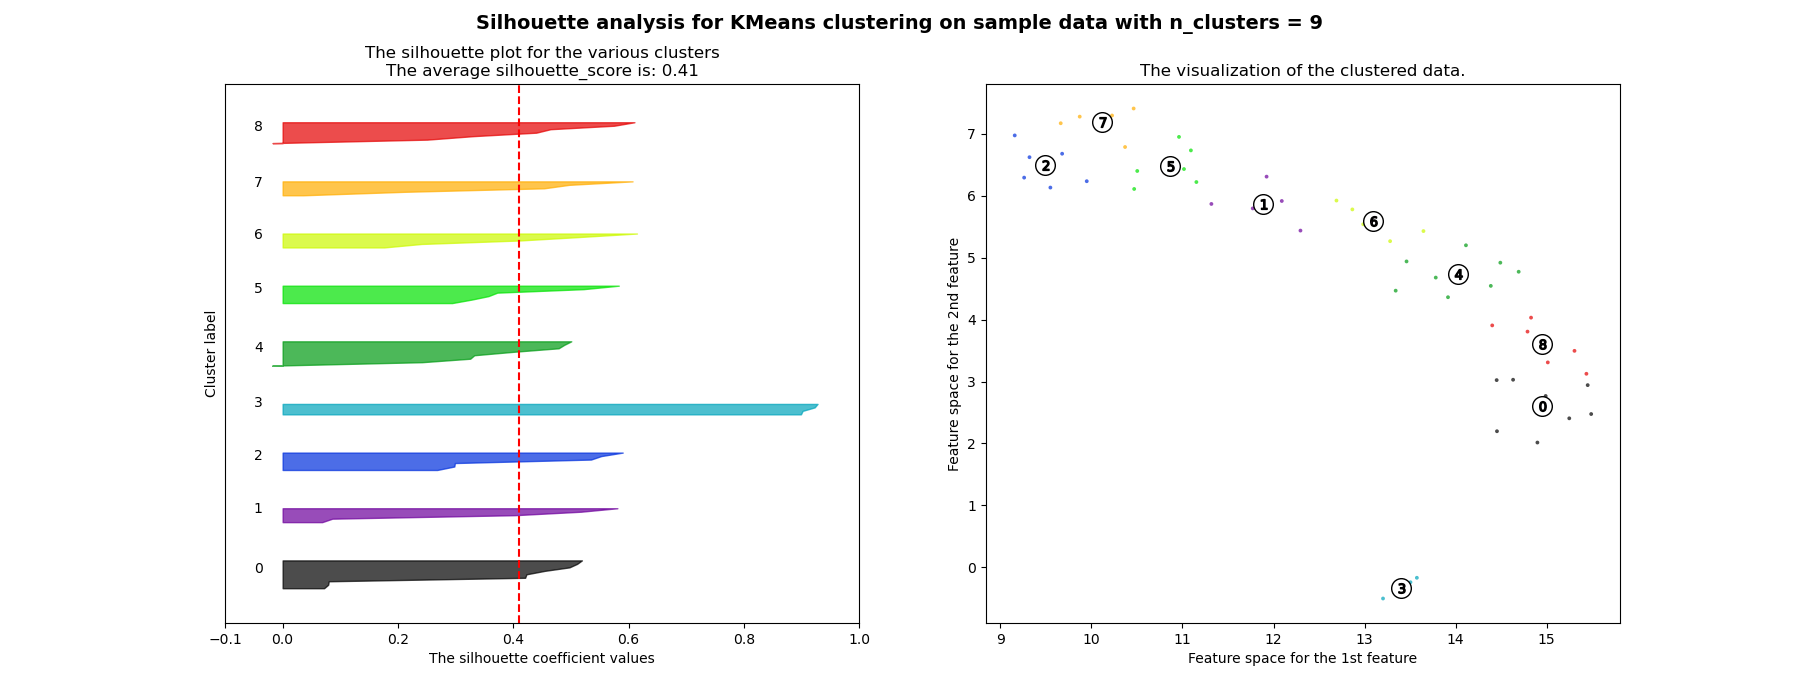 Silhouette analysis for KMeans clustering on sample data with n_clusters = 9
The silhouette plot for the various clusters
The average silhouette_score is: 0.41
8
7
6
5
4
3
2
1
0
Cluster label
−0.1 0.0 0.2 0.4 0.6 0.8 1.0
The silhouette coefficient values
The visualization of the clustered data.
7
6
5
4
3
2
1
0
Feature space for the 2nd feature
7
2
5
1
6
4
8
0
3
9 10 11 12 13 14 15
Feature space for the 1st feature